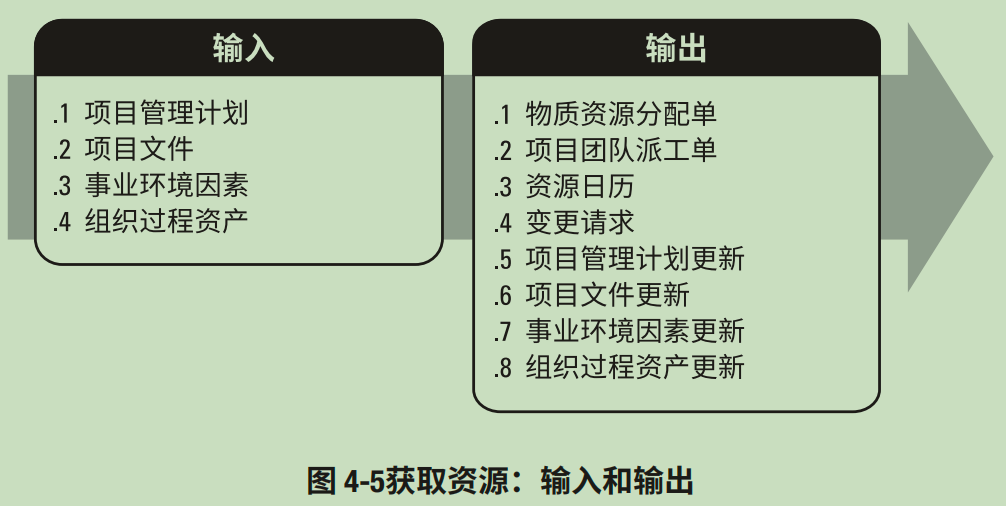 输入
.1 项目管理计划
.2 项目文件
.3 事业环境因素
.4 组织过程资产
输出
.1 物质资源分配单
.2 项目团队派工单
.3 资源日历
.4 变更请求
.5 项目管理计划更新
.6 项目文件更新
.7 事业环境因素更新
.8 组织过程资产更新
图 4-5获取资源：输入和输出